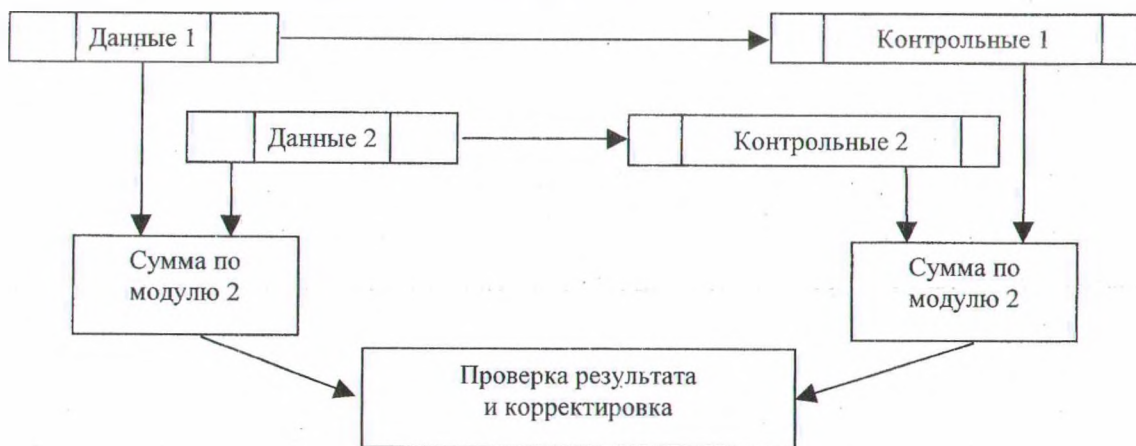 Данные 1
Контрольные 1
Данные 2
Контрольные 2
Сумма по
модулю 2
Сумма по
модулю 2
Проверка результата
и корректировка